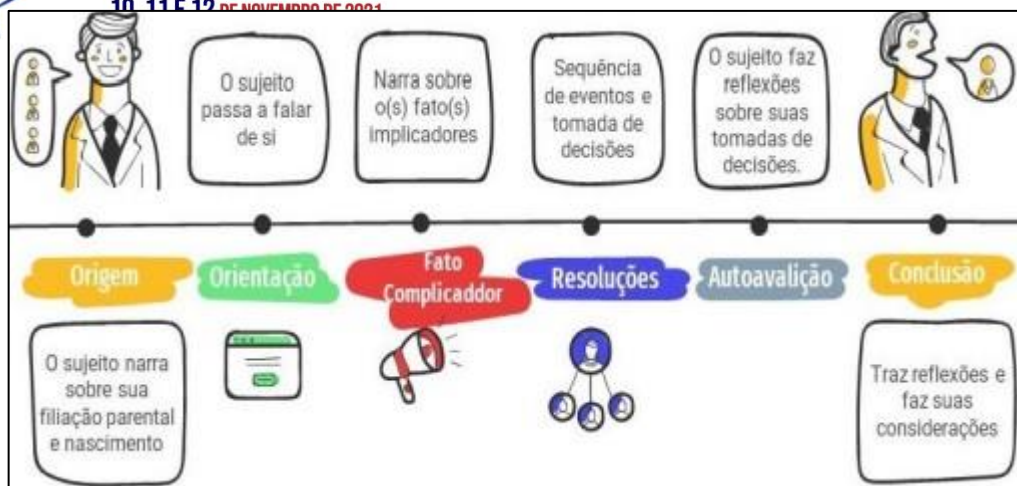 10, 11 E 12 DE NOVEMBRO DE 2021
O sujeito
passa a falar
de si
Narra sobre
o(s) fato(s)
implicadores
Sequência
de eventos e
tomada de
decisões
O sujeito faz
reflexões
sobre suas
tomadas de
decisões.
Origem
Orientação
Fato
Complicaddor
Resoluções
Autoavalição
Conclusão
O sujeito narra
sobre sua
filiação parental
e nascimento
Traz reflexões e
faz suas
considerações